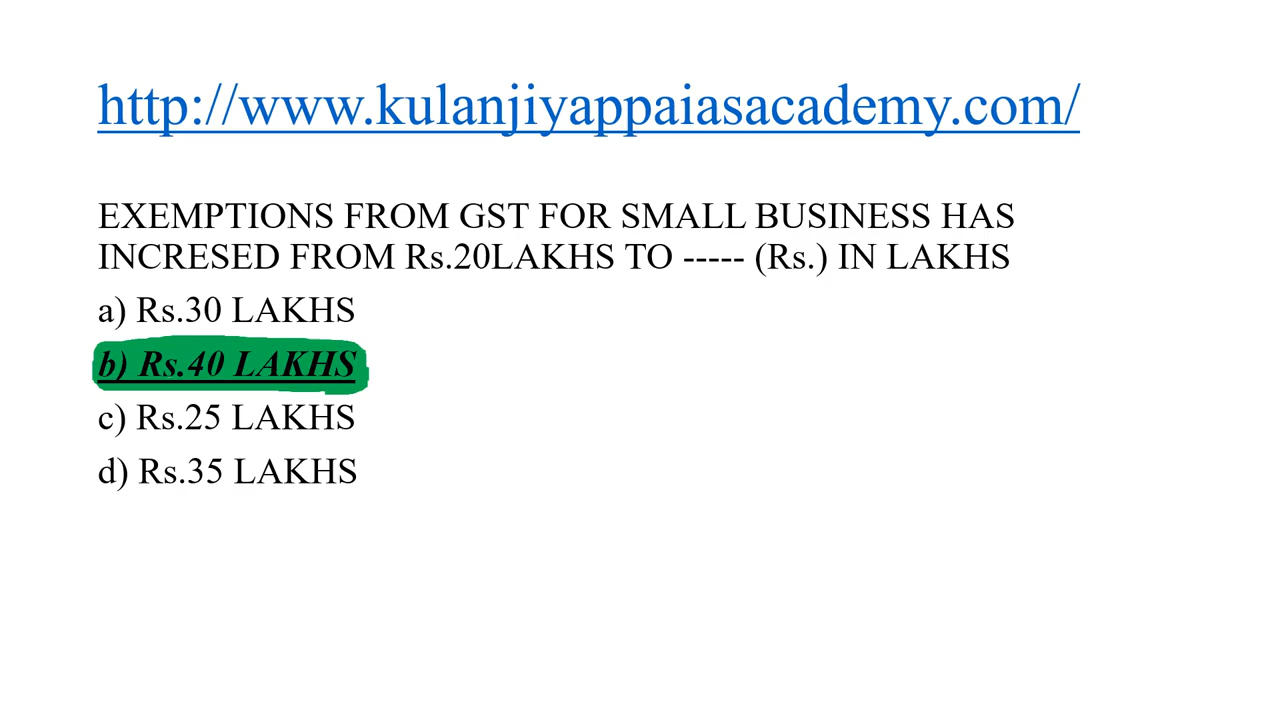 http://www.kulanjiyappaiasacademy.com/
EXEMPTIONS FROM GST FOR SMALL BUSINESS HAS
INCRESED FROM Rs.20LAKHS TO ----- (Rs.) IN LAKHS
a) Rs.30 LAKHS
b) Rs.40 LAKHS
c) Rs.25 LAKHS
d) Rs.35 LAKHS